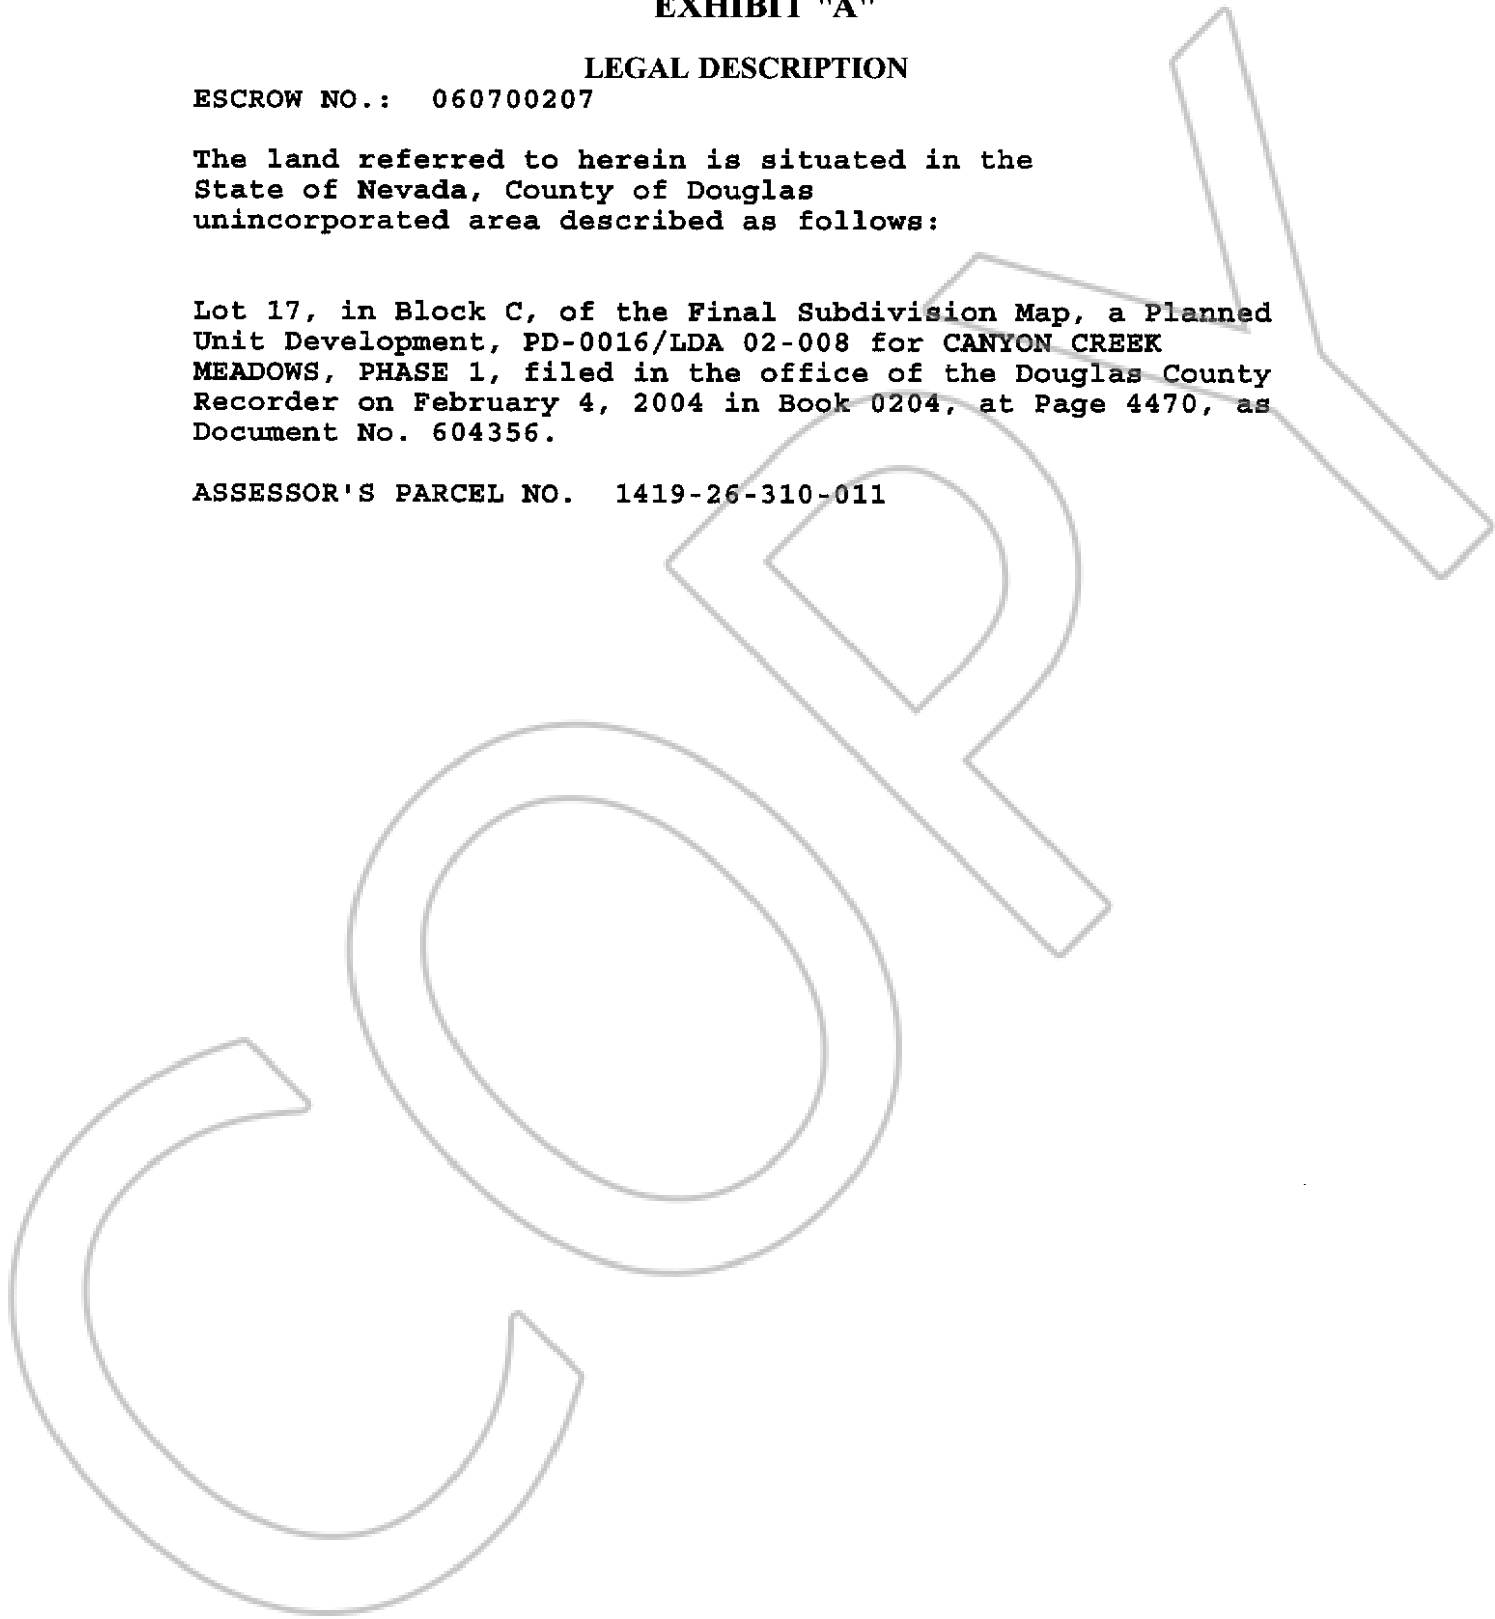 EXHIBIT "A"
LEGAL DESCRIPTION
ESCROW NO.: 060700207
The land referred to herein is situated in the
State of Nevada, County of Douglas
unincorporated area described as follows:
Lot 17, in Block C, of the Final Subdivision Map, a Planned
Unit Development, PD-0016/LDA 02-008 for CANYON CREEK
MEADOWS, PHASE 1, filed in the office of the Douglas County
Recorder on February 4, 2004 in Book 0204, at Page 4470, as
Document No. 604356.
ASSESSOR'S PARCEL NO. 1419-26-310-011
COPY